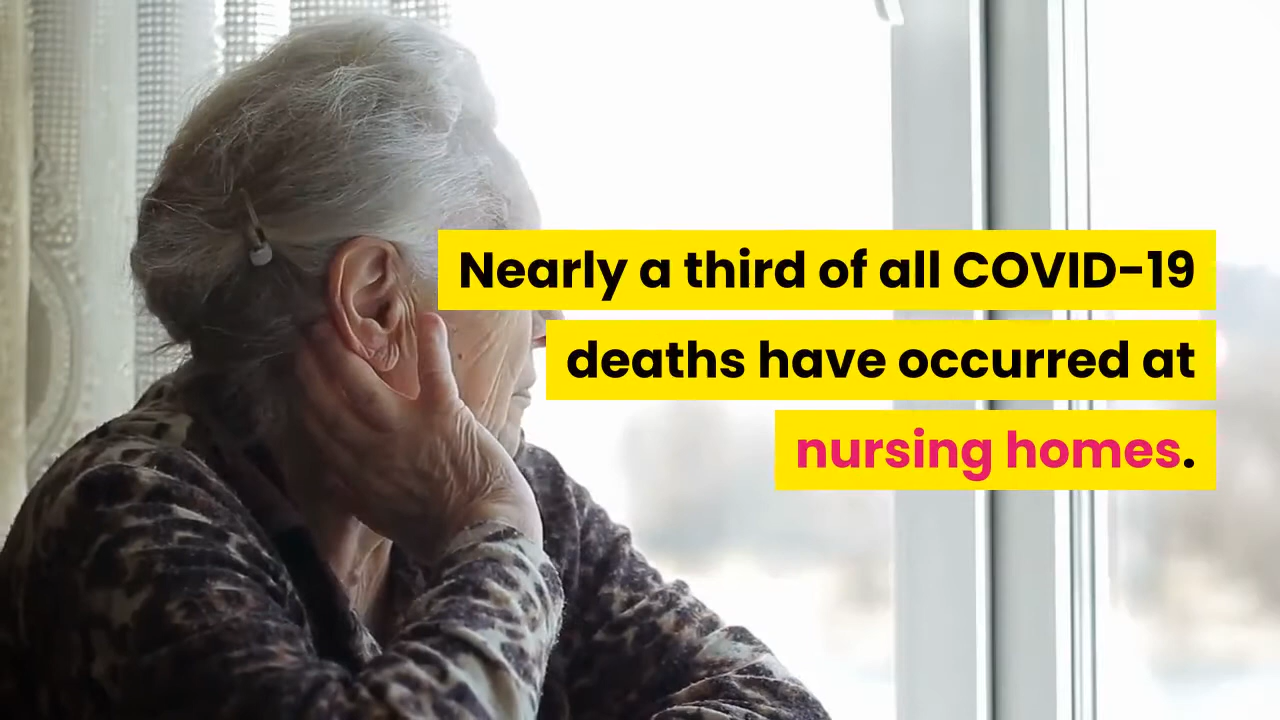 Nearly a third of all COVID-19
deaths have occurred at
nursing homes.